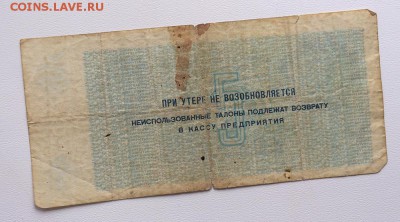 COINS.LAVE.RU
ПРИ УТЕРЕ НЕ ВОЗОБНОВЛЯЕТСЯ
НЕИСПОЛЬЗОВАННЫЕ ТАЛОНЫ ПОДЛЕЖАТ ВОЗВРАТУ
В КАССУ ПРЕДПРИЯТИЯ